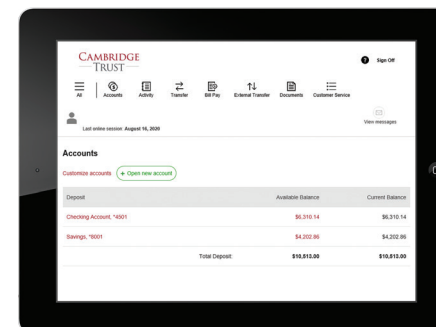 CAMBRIDGE
TRUST
? Sign Off
All Accounts Activity Transfer Bill Pay External Transfer Documents Customer Service
Last online session: August 16, 2020
View messages
Accounts
Customize accounts + Open new account
Deposit Available Balance Current Balance
Checking Account, *4501 $6,310.14 $6,310.14
Savings, *8001 $4,202.86 $4,202.86
Total Deposit: $10,513.00 $10,513.00